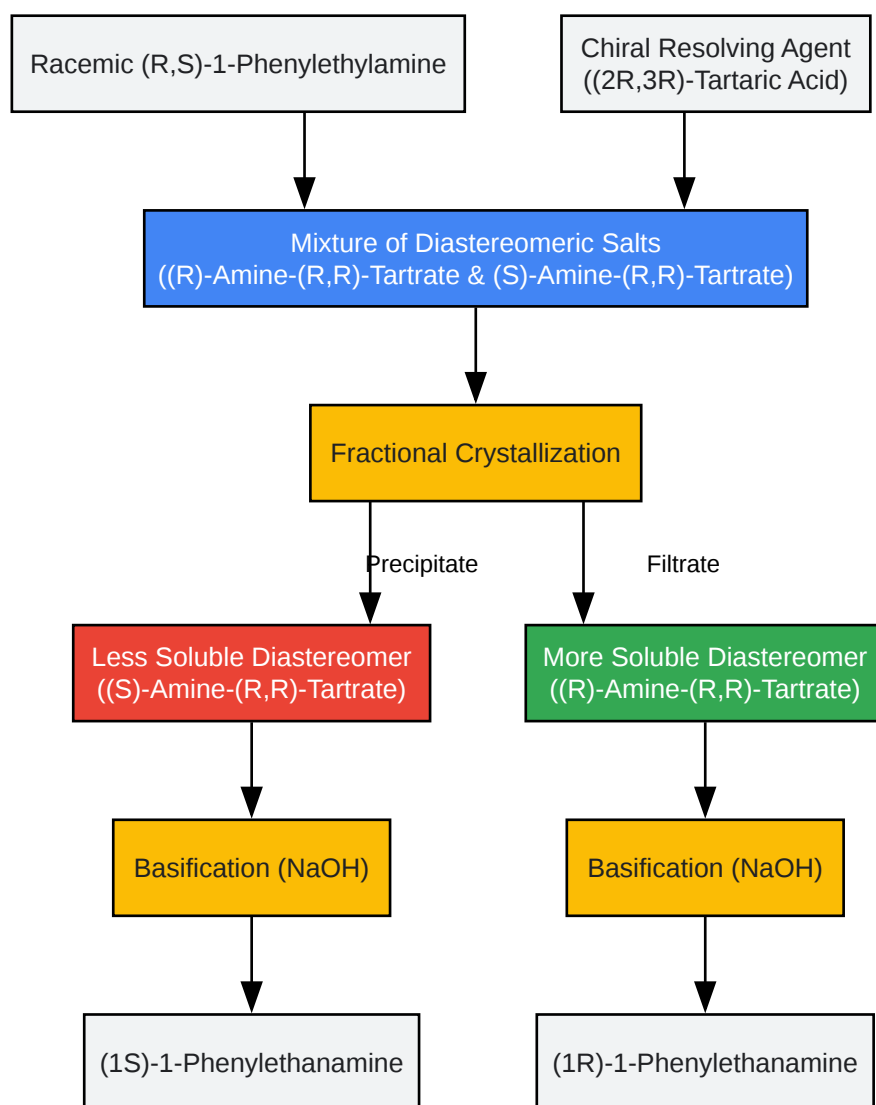 Racemic (R,S)-1-Phenylethylamine
Chiral Resolving Agent
((2R,3R)-Tartaric Acid)
Mixture of Diastereomeric Salts
((R)-Amine-(R,R)-Tartrate & (S)-Amine-(R,R)-Tartrate)
Fractional Crystallization
Precipitate
Filtrate
Less Soluble Diastereomer
((S)-Amine-(R,R)-Tartrate)
More Soluble Diastereomer
((R)-Amine-(R,R)-Tartrate)
Basification (NaOH)
Basification (NaOH)
(1S)-1-Phenylethanamine
(1R)-1-Phenylethanamine